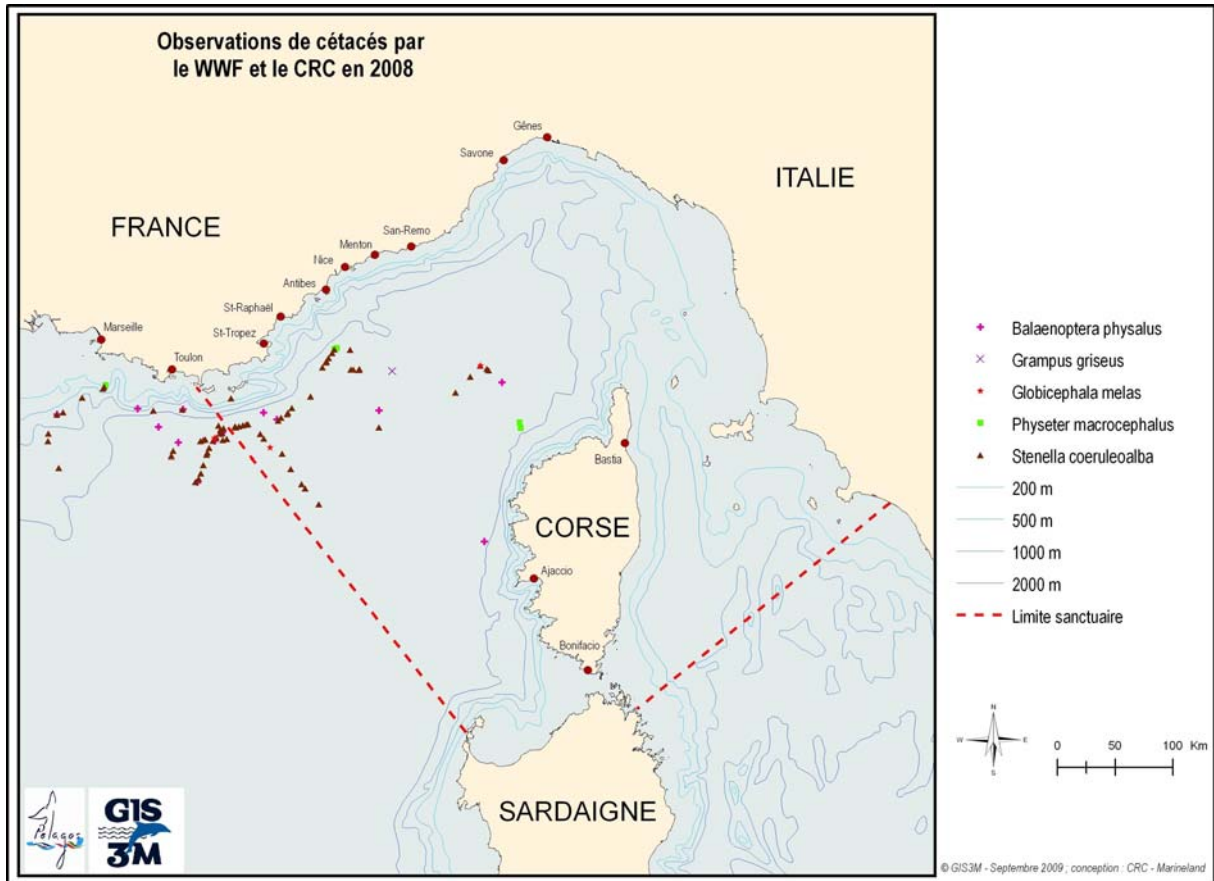 Observations de cétacés par
le WWF et le CRC en 2008
Gênes
Savone
ITALIE
FRANCE
San-Remo
Menton
Nice
Antibes
St-Raphaël
St-Tropez
Marseille
Toulon
Bastia
CORSE
Ajaccio
Bonifacio
SARDAIGNE
Pelagos
GIS
3M
Balaenoptera physalus
Grampus griseus
Globicephala melas
Physeter macrocephalus
Stenella coeruleoalba
200 m
500 m
1000 m
2000 m
Limite sanctuaire
N
W E
S
0 50 100 Km
© GIS3M - Septembre 2009 ; conception : CRC - Marineland